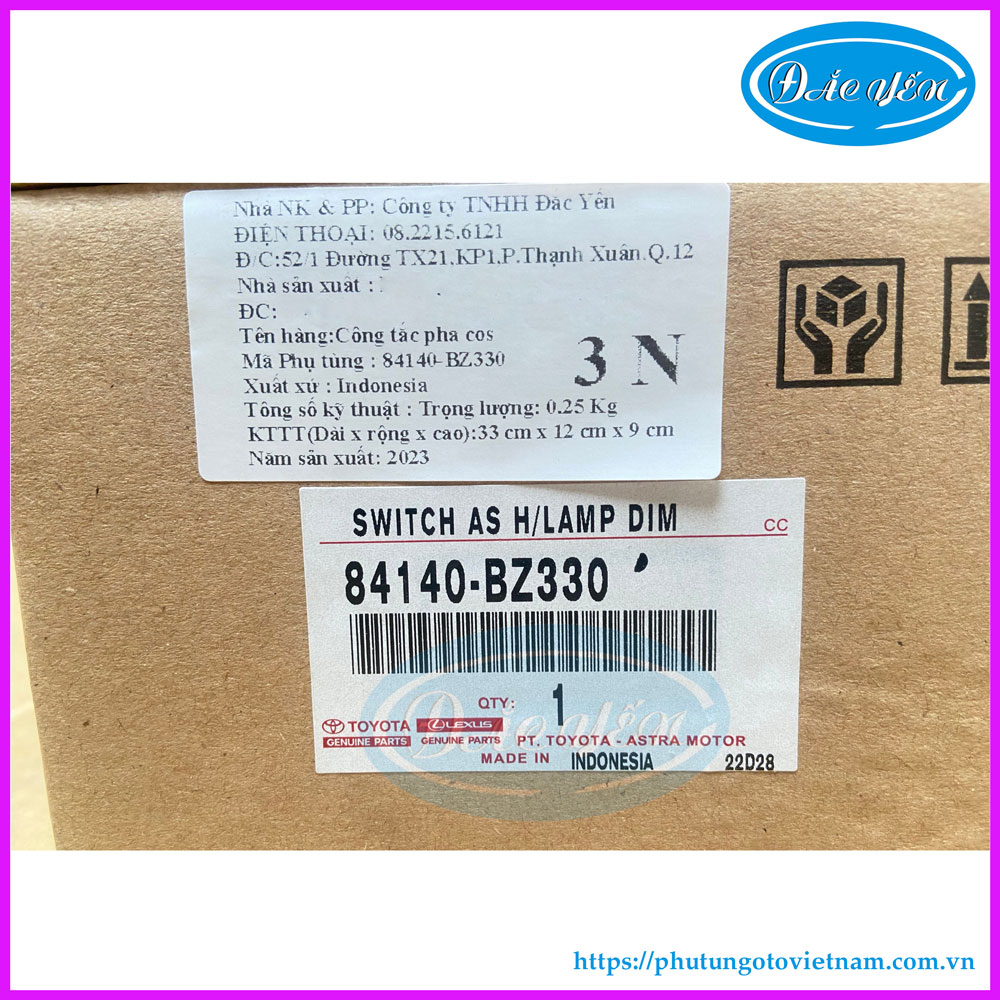 ĐẮC YẾN
Nhà NK & PP: Công ty TNHH Đắc Yến
ĐIỆN THOẠI: 08.2215.6121
Đ/C:52/1 Đường TX21,KP1,P.Thạnh Xuân,Q.12
Nhà sản xuất :
ĐC:
Tên hàng:Công tắc pha cos
Mã Phụ tùng : 84140-BZ330
Xuất xứ : Indonesia
3 N
Tông số kỹ thuật : Trọng lượng: 0.25 Kg
KTTT(Dài x rộng x cao):33 cm x 12 cm x 9 cm
Năm sản xuất: 2023
SWITCH AS H/LAMP DIM
CC
84140-BZ330
QTY: 1
ĐẮC YẾN
TOYOTA LEXUS
GENUINE PARTS GENUINE PARTS PT. TOYOTA - ASTRA MOTOR
MADE IN INDONESIA 22D28
https://phutungotovietnam.com.vn